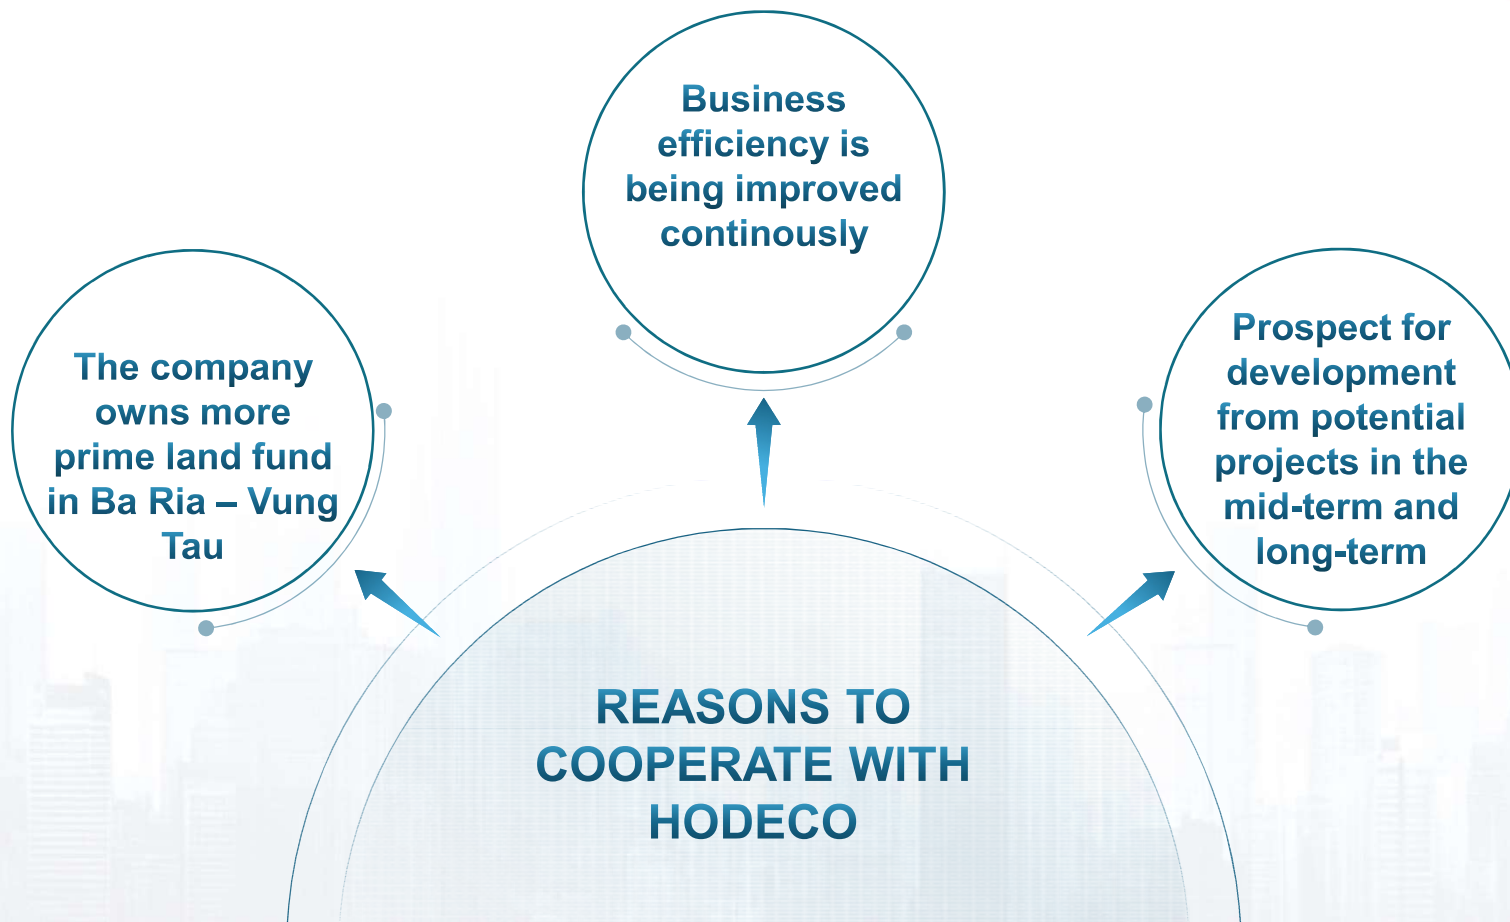 Business
efficiency is
being improved
continously
The company
owns more
prime land fund
in Ba Ria – Vung
Tau
Prospect for
development
from potential
projects in the
mid-term and
long-term
REASONS TO
COOPERATE WITH
HODECO